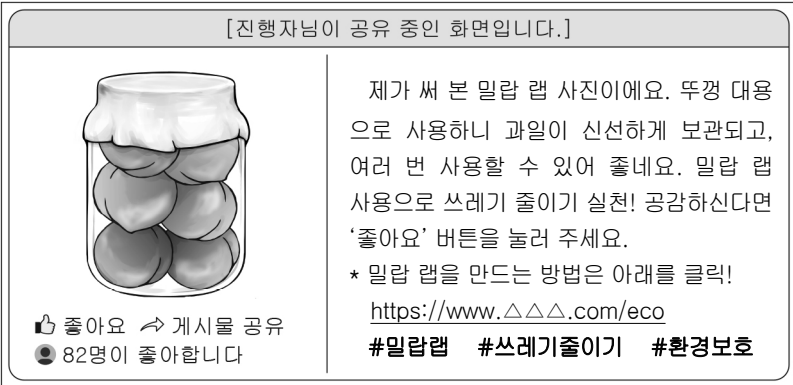 [진행자님이 공유 중인 화면입니다.]
제가 써 본 밀랍 랩 사진이에요. 뚜껑 대용
으로 사용하니 과일이 신선하게 보관되고,
여러 번 사용할 수 있어 좋네요. 밀랍 랩
사용으로 쓰레기 줄이기 실천! 공감하신다면
‘좋아요’ 버튼을 눌러 주세요.
* 밀랍 랩을 만드는 방법은 아래를 클릭!
https://www.△△△.com/eco
#밀랍랩 #쓰레기줄이기 #환경보호
좋아요 게시물 공유
82명이 좋아합니다